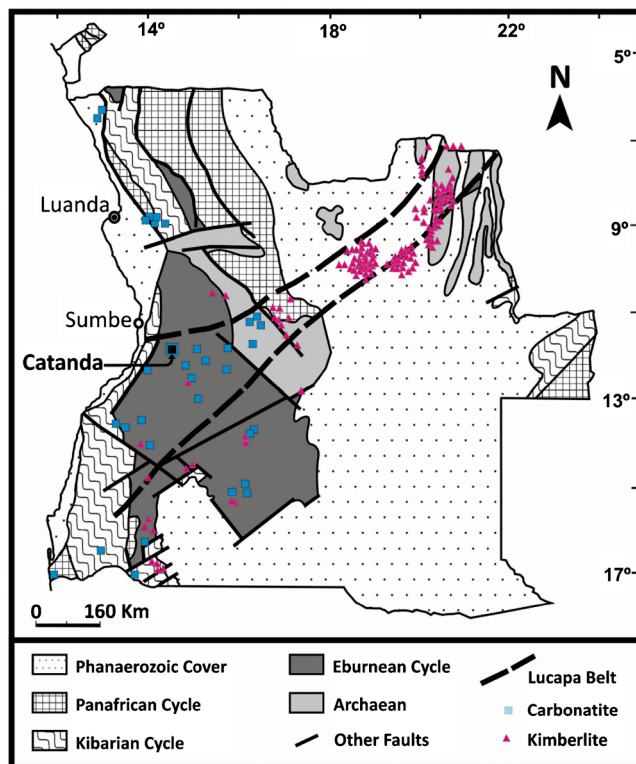 14º 18º 22º
5º
N
Luanda
9º
Sumbe
Catanda
13º
17º
0 160 Km
Phanaerozoic Cover
Eburnean Cycle
Lucapa Belt
Panafrican Cycle
Archaean
Carbonatite
Kibarian Cycle
Other Faults
Kimberlite